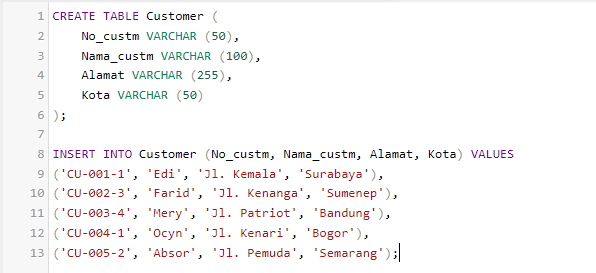 1 CREATE TABLE Customer (
2 No_custm VARCHAR (50),
3 Nama_custm VARCHAR (100),
4 Alamat VARCHAR (255),
5 Kota VARCHAR (50)
6 );
7
8 INSERT INTO Customer (No_custm, Nama_custm, Alamat, Kota) VALUES
9 ('CU-001-1', 'Edi', 'Jl. Kemala', 'Surabaya'),
10 ('CU-002-3', 'Farid', 'Jl. Kenanga', 'Sumenep'),
11 ('CU-003-4', 'Mery', 'Jl. Patriot', 'Bandung'),
12 ('CU-004-1', 'Ocyn', 'Jl. Kenari', 'Bogor'),
13 ('CU-005-2', 'Absor', 'Jl. Pemuda', 'Semarang');